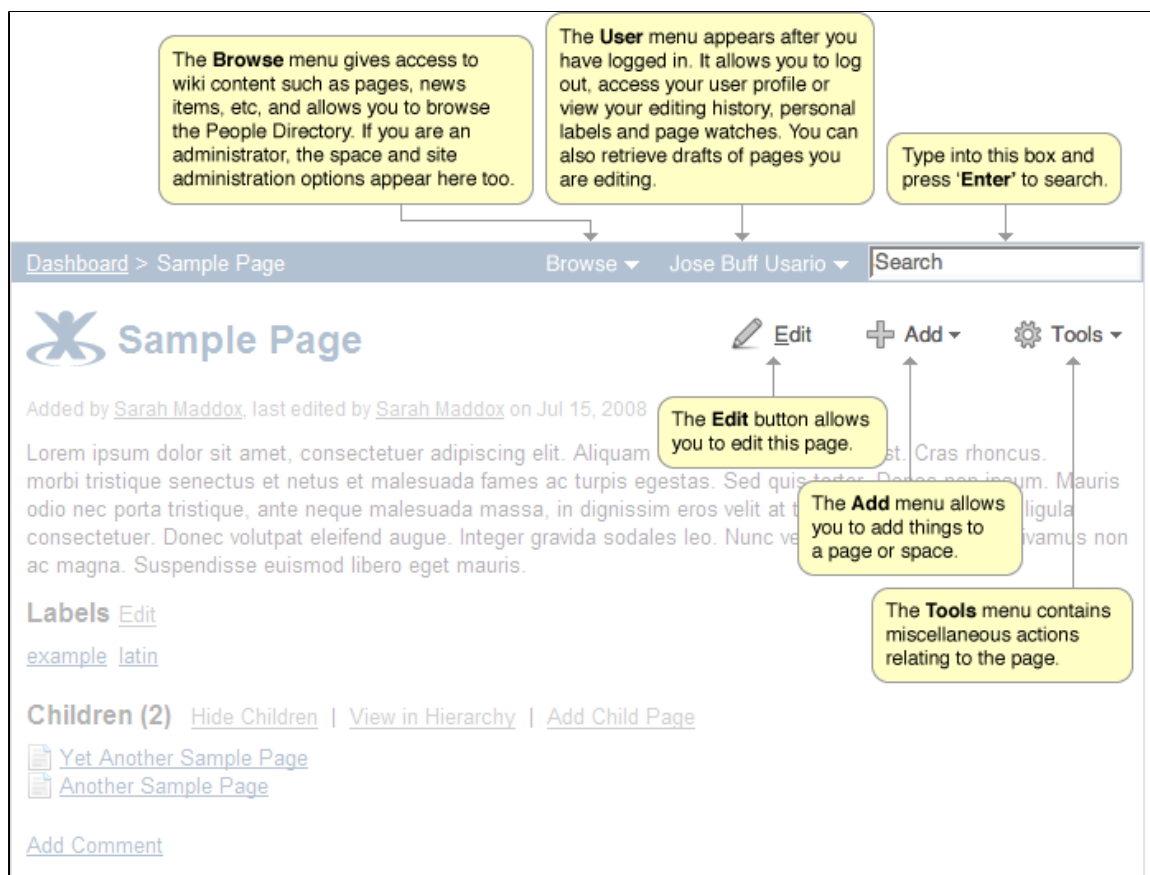 The Browse menu gives access to
wiki content such as pages, news
items, etc, and allows you to browse
the People Directory. If you are an
administrator, the space and site
administration options appear here too.
The User menu appears after you
have logged in. It allows you to log
out, access your user profile or
view your editing history, personal
labels and page watches. You can
also retrieve drafts of pages you
are editing.
Type into this box and
press ‘Enter’ to search.
Dashboard > Sample Page
Browse
Jose Buff Usario
Search
Sample Page
Edit
Add
Tools
Added by Sarah Maddox, last edited by Sarah Maddox on Jul 15, 2008
The Edit button allows
you to edit this page.
Lorem ipsum dolor sit amet, consectetuer adipiscing elit. Aliquam st. Cras rhoncus.
morbi tristique senectus et netus et malesuada fames ac turpis egestas. Sed quis tortor. Donec non ipsum. Mauris
odio nec porta tristique, ante neque malesuada massa, in dignissim eros velit at ligula
consectetuer. Donec volutpat eleifend augue. Integer gravida sodales leo. Nunc ivamus non
ac magna. Suspendisse euismod libero eget mauris.
The Add menu allows
you to add things to
a page or space.
The Tools menu contains
miscellaneous actions
relating to the page.
Labels Edit
example latin
Children (2) Hide Children | View in Hierarchy | Add Child Page
Yet Another Sample Page
Another Sample Page
Add Comment